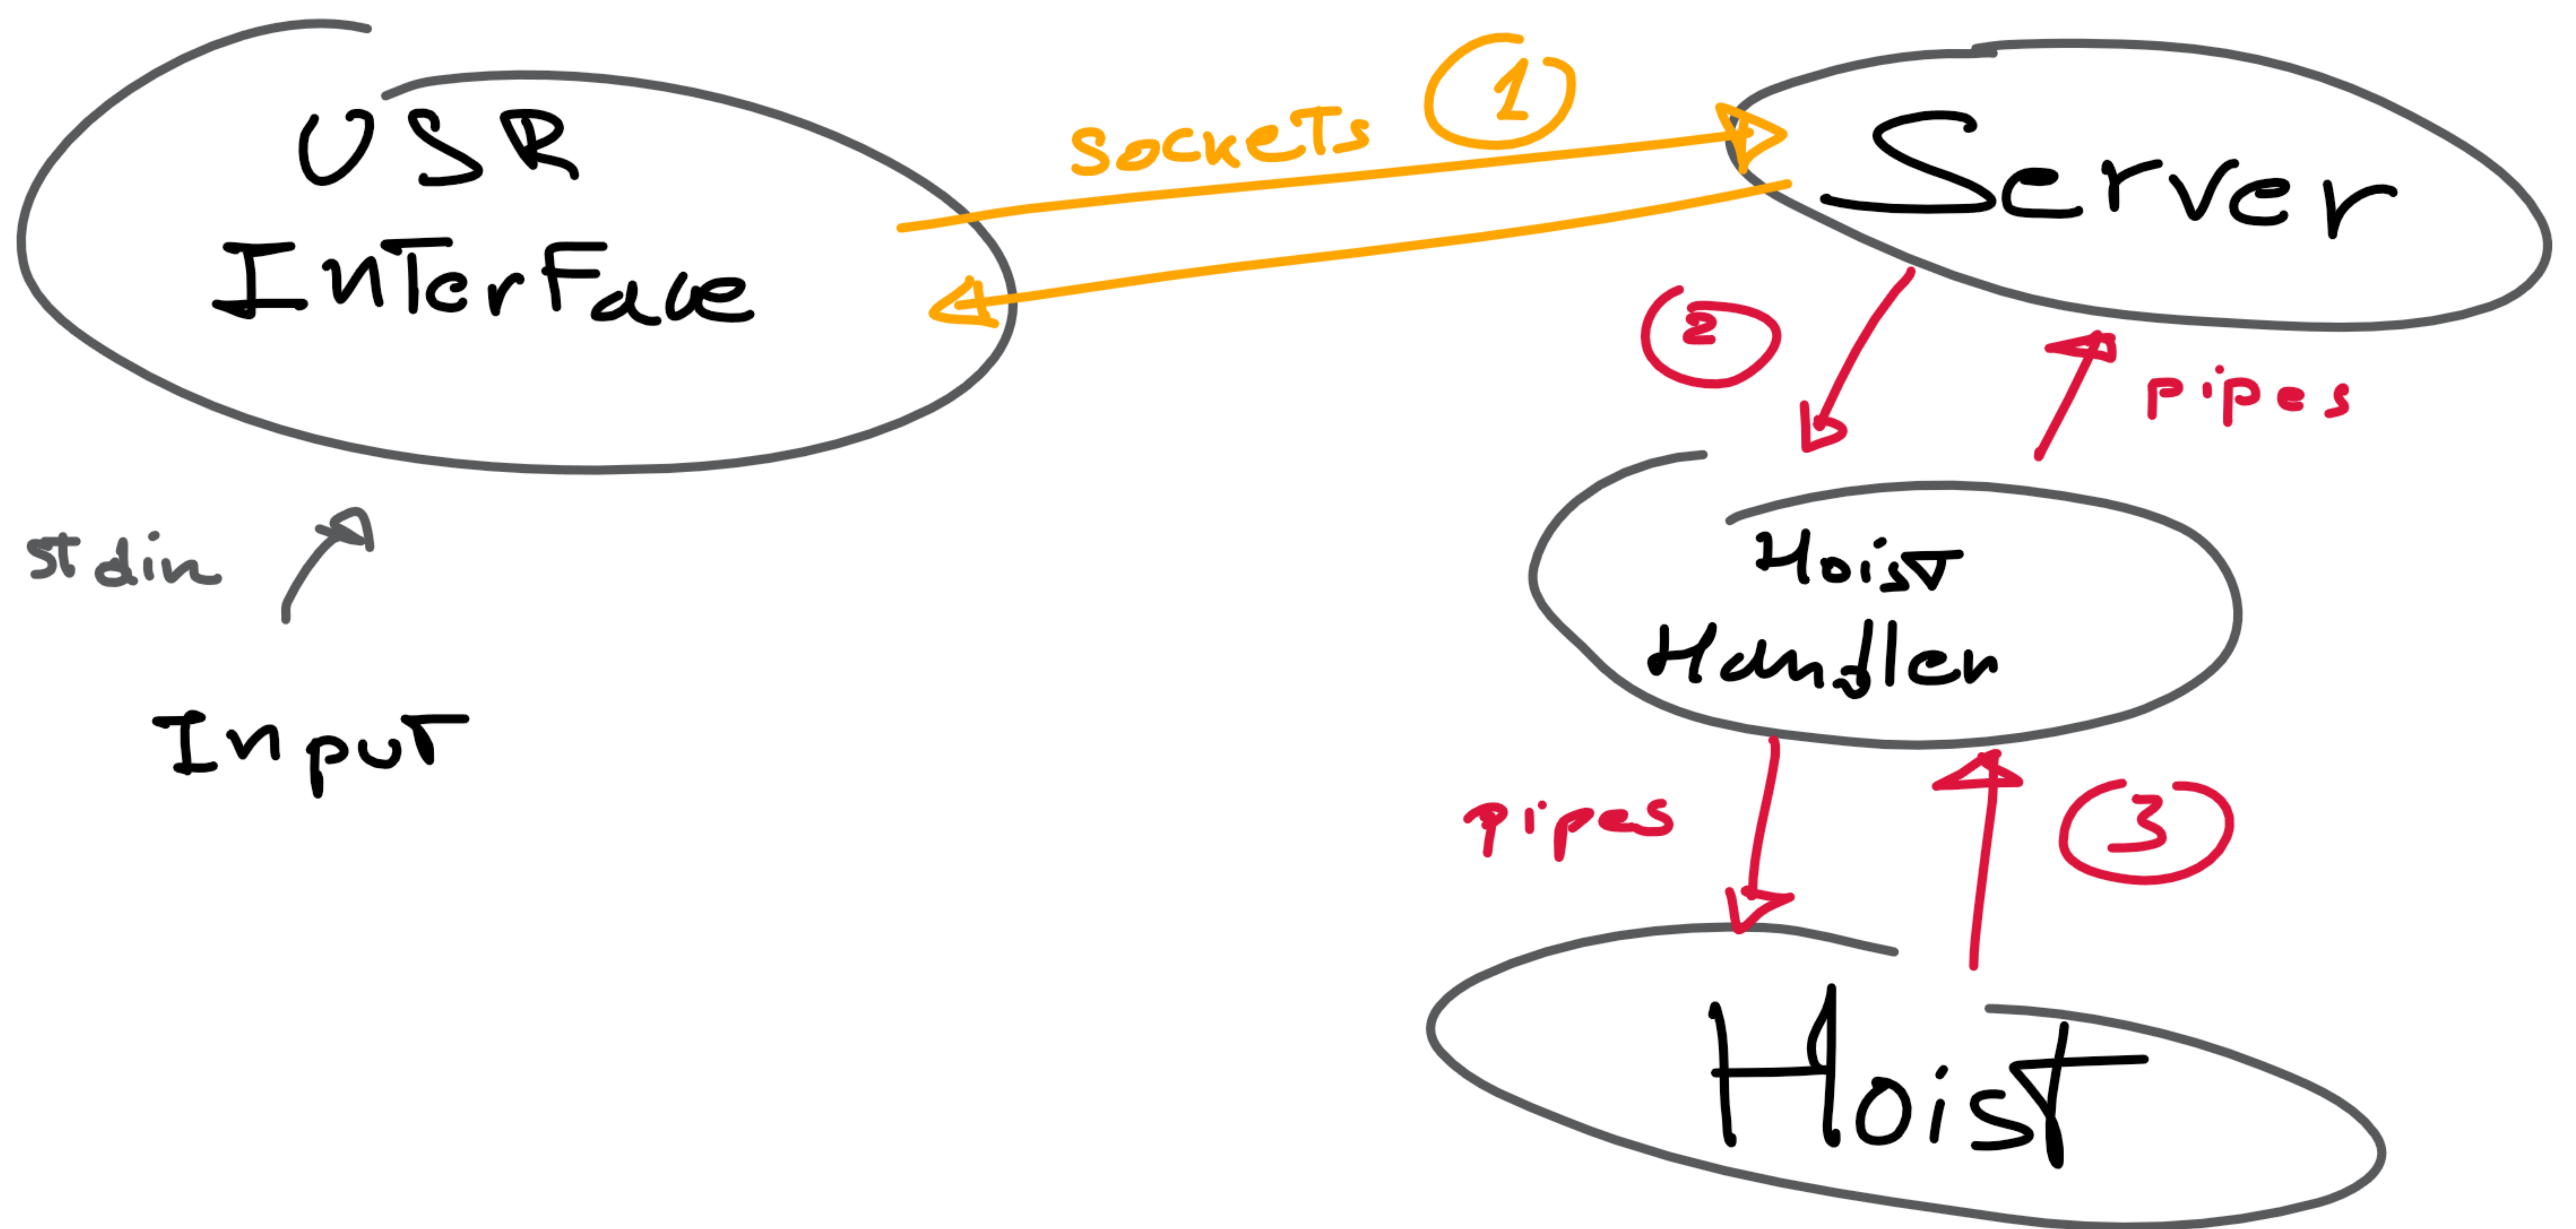 USR
Interface
sockets 1
Server
2
pipes
stdin
Hoist
Handler
Input
pipes
3
Hoist